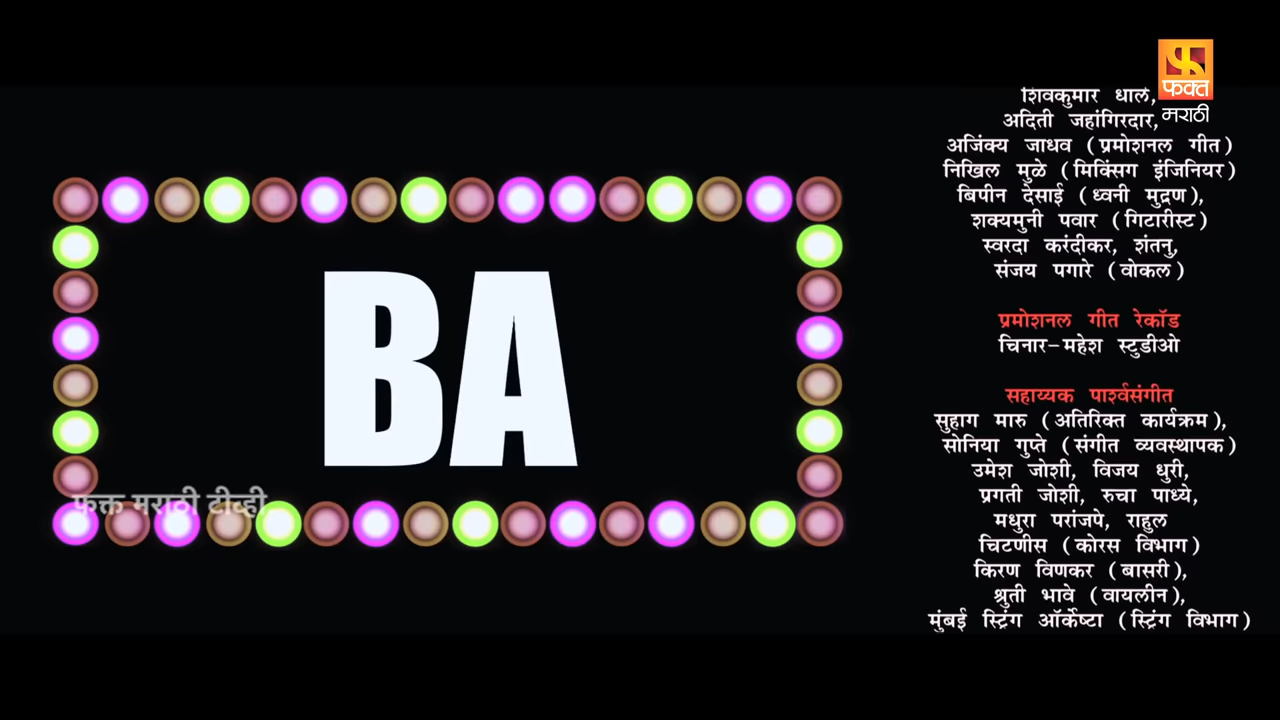 फक्त
मराठी
शिवकुमार धाले,
अदिती जहांगिरदार,
अजिंक्य जाधव (प्रमोशनल गीत)
निखिल मुळे (मिक्सिंग इंजिनियर)
बिपीन देसाई (ध्वनी मुद्रण),
शक्यमुनी पवार (गिटारीस्ट)
स्वरदा करंदीकर, शंतनु,
संजय पगारे (वोकल)
प्रमोशनल गीत रेकॉड
चिनार-महेश स्टुडीओ
सहाय्यक पार्श्वसंगीत
सुहाग मारु (अतिरिक्त कार्यक्रम),
सोनिया गुप्ते (संगीत व्यवस्थापक)
उमेश जोशी, विजय धुरी,
प्रगती जोशी, रुचा पाध्ये,
मधुरा परांजपे, राहुल
चिटणीस (कोरस विभाग)
किरण विणकर (बासरी),
श्रुती भावे (वायलीन),
मुंबई स्ट्रिंग ऑर्केष्टा (स्ट्रिंग विभाग)
BA
फक्त मराठी टीव्ही